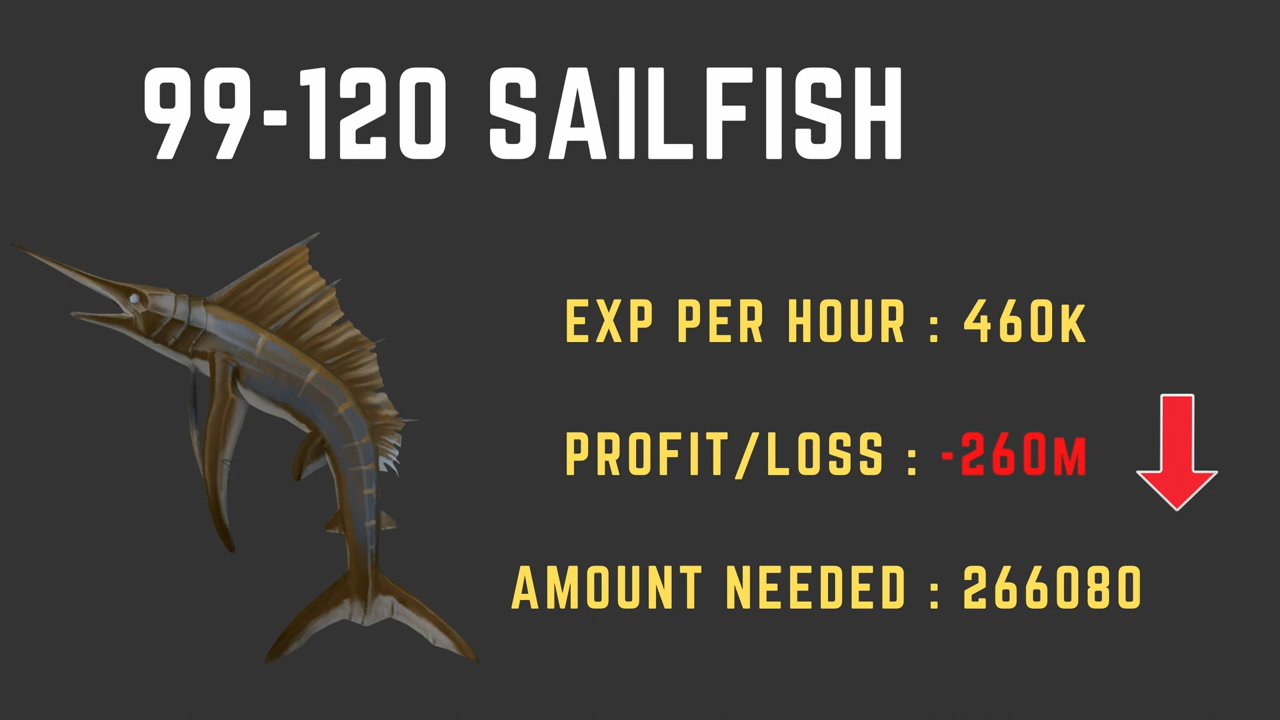 99-120 SAILFISH
EXP PER HOUR : 460K
PROFIT/LOSS : -260M
AMOUNT NEEDED : 266080